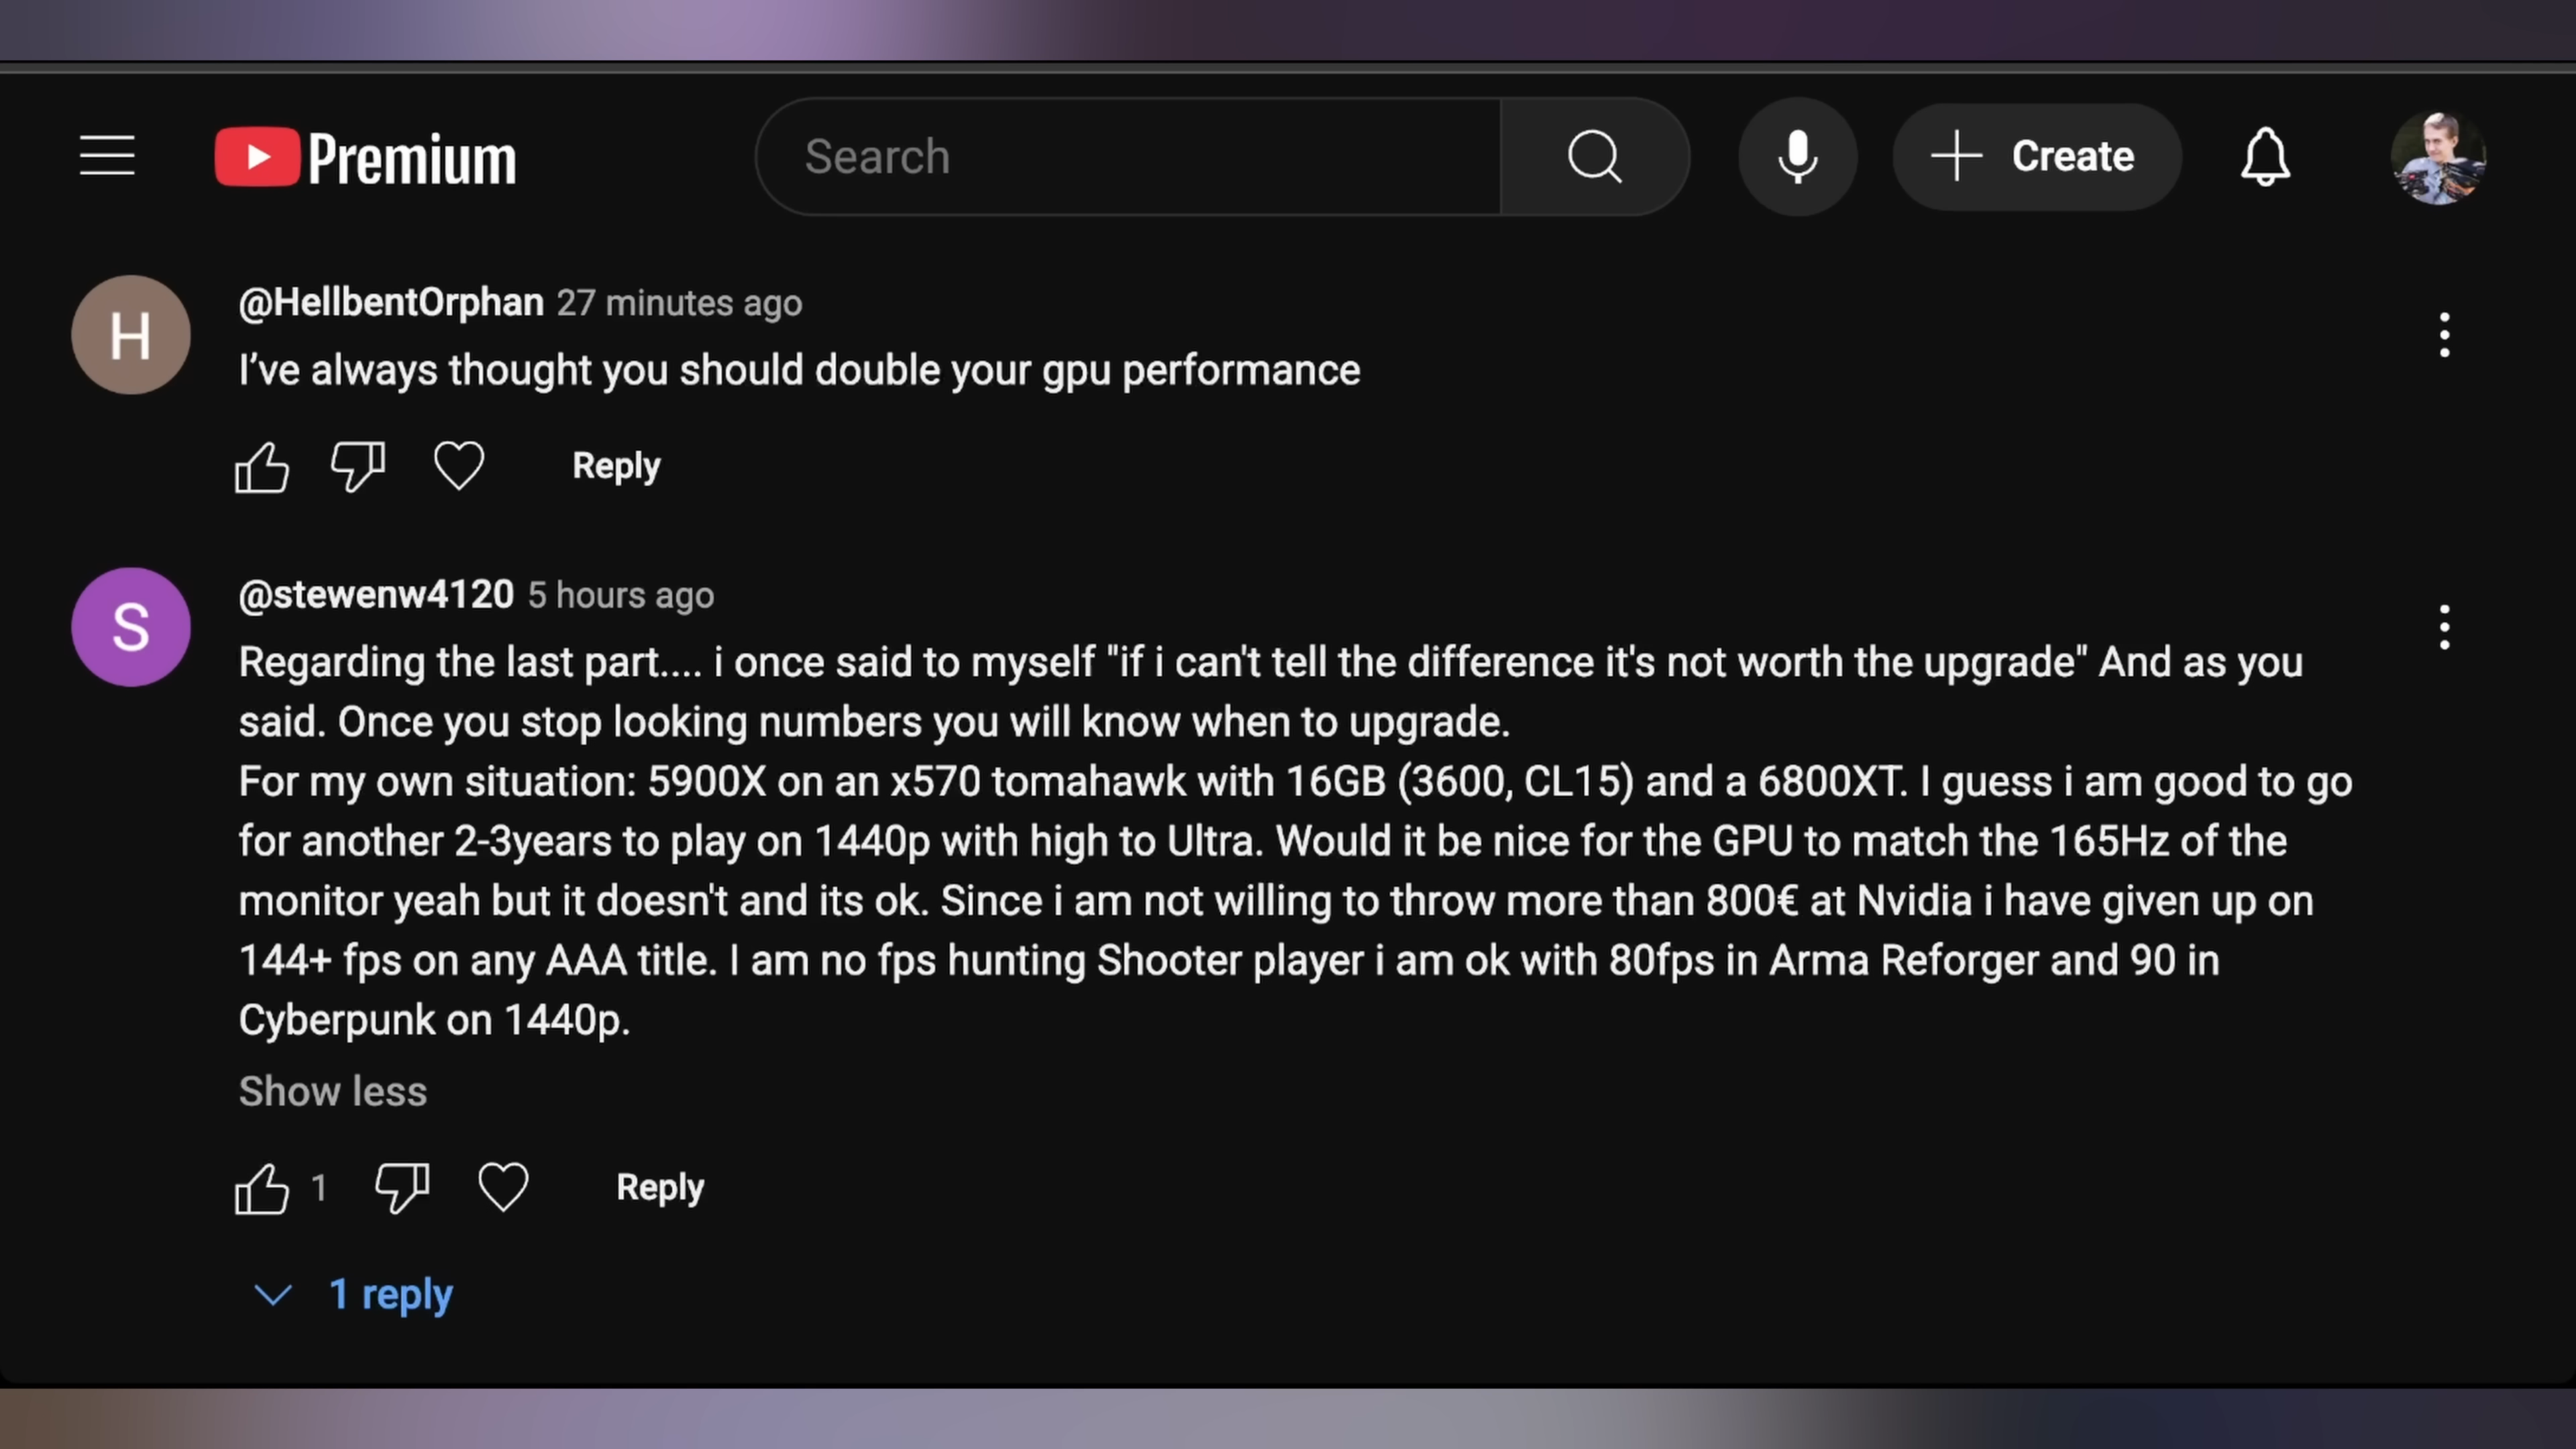 Premium
Search
Create
H
@HellbentOrphan 27 minutes ago
I’ve always thought you should double your gpu performance
Reply
S
@stewenw4120 5 hours ago
Regarding the last part.... i once said to myself "if i can't tell the difference it's not worth the upgrade" And as you
said. Once you stop looking numbers you will know when to upgrade.
For my own situation: 5900X on an x570 tomahawk with 16GB (3600, CL15) and a 6800XT. I guess i am good to go
for another 2-3years to play on 1440p with high to Ultra. Would it be nice for the GPU to match the 165Hz of the
monitor yeah but it doesn't and its ok. Since i am not willing to throw more than 800€ at Nvidia i have given up on
144+ fps on any AAA title. I am no fps hunting Shooter player i am ok with 80fps in Arma Reforger and 90 in
Cyberpunk on 1440p.
Show less
1
Reply
1 reply